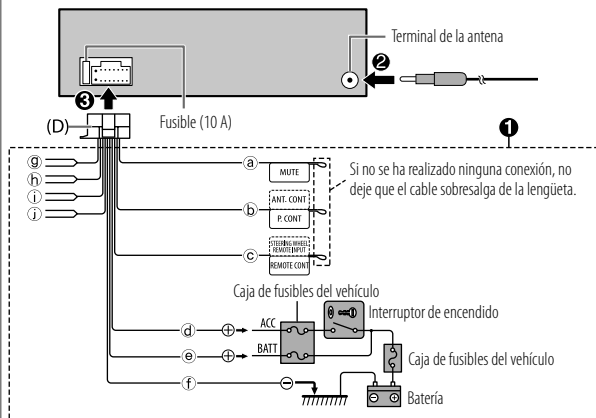 Terminal de la antena
❷
❸
Fusible (10 A)
(D)
❶
ⓖ
ⓗ
ⓘ
ⓙ
ⓐ
MUTE
Si no se ha realizado ninguna conexión, no
deje que el cable sobresalga de la lengüeta.
ⓑ
ANT. CONT
P. CONT
ⓒ
STEERING WHEEL
REMOTE INPUT
REMOTE CONT
Caja de fusibles del vehículo
Interruptor de encendido
ⓓ
⊕
ACC
ⓔ
⊕
BATT
Caja de fusibles del vehículo
ⓕ
⊖
⊖ ⊕
Batería